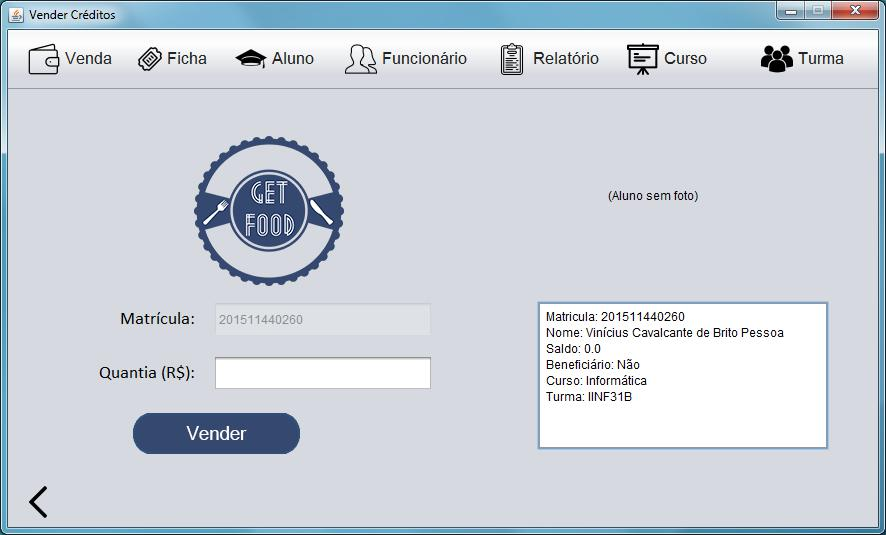 Vender Créditos
Venda Ficha Aluno Funcionário Relatório Curso Turma
GET
FOOD
(Aluno sem foto)
Matrícula: 201511440260
Quantia (R$):
Vender
Matricula: 201511440260
Nome: Vinícius Cavalcante de Brito Pessoa
Saldo: 0.0
Beneficiário: Não
Curso: Informática
Turma: IINF31B